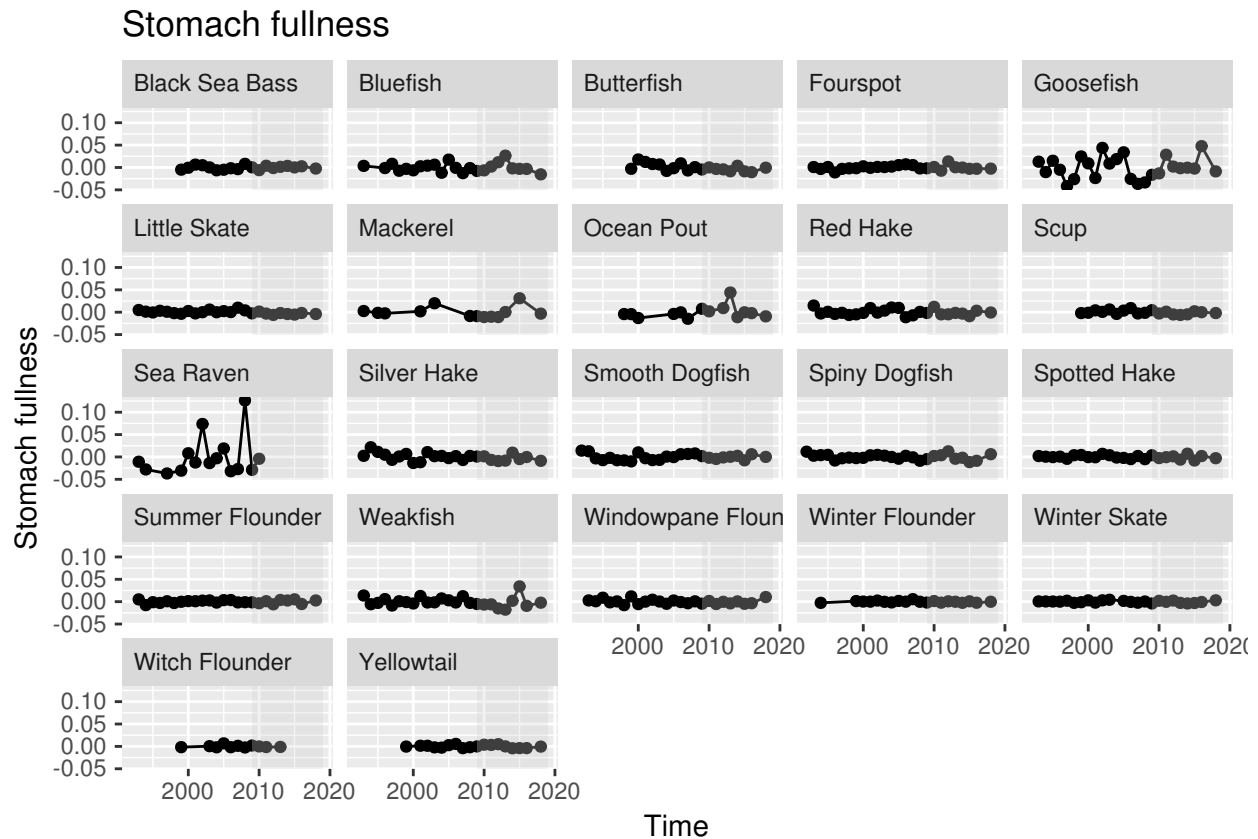 Stomach fullness
Black Sea Bass Bluefish Butterfish Fourspot Goosefish
0.10
0.05
0.00
-0.05
Little Skate Mackerel Ocean Pout Red Hake Scup
0.10
0.05
0.00
-0.05
Sea Raven Silver Hake Smooth Dogfish Spiny Dogfish Spotted Hake
0.10
0.05
0.00
-0.05
Summer Flounder Weakfish Windowpane Floun Winter Flounder Winter Skate
0.10
0.05
0.00
-0.05
2000 2010 2020 2000 2010 2020 2000 2010 2020
Witch Flounder Yellowtail
0.10
0.05
0.00
-0.05
2000 2010 2020 2000 2010 2020
Stomach fullness
Time